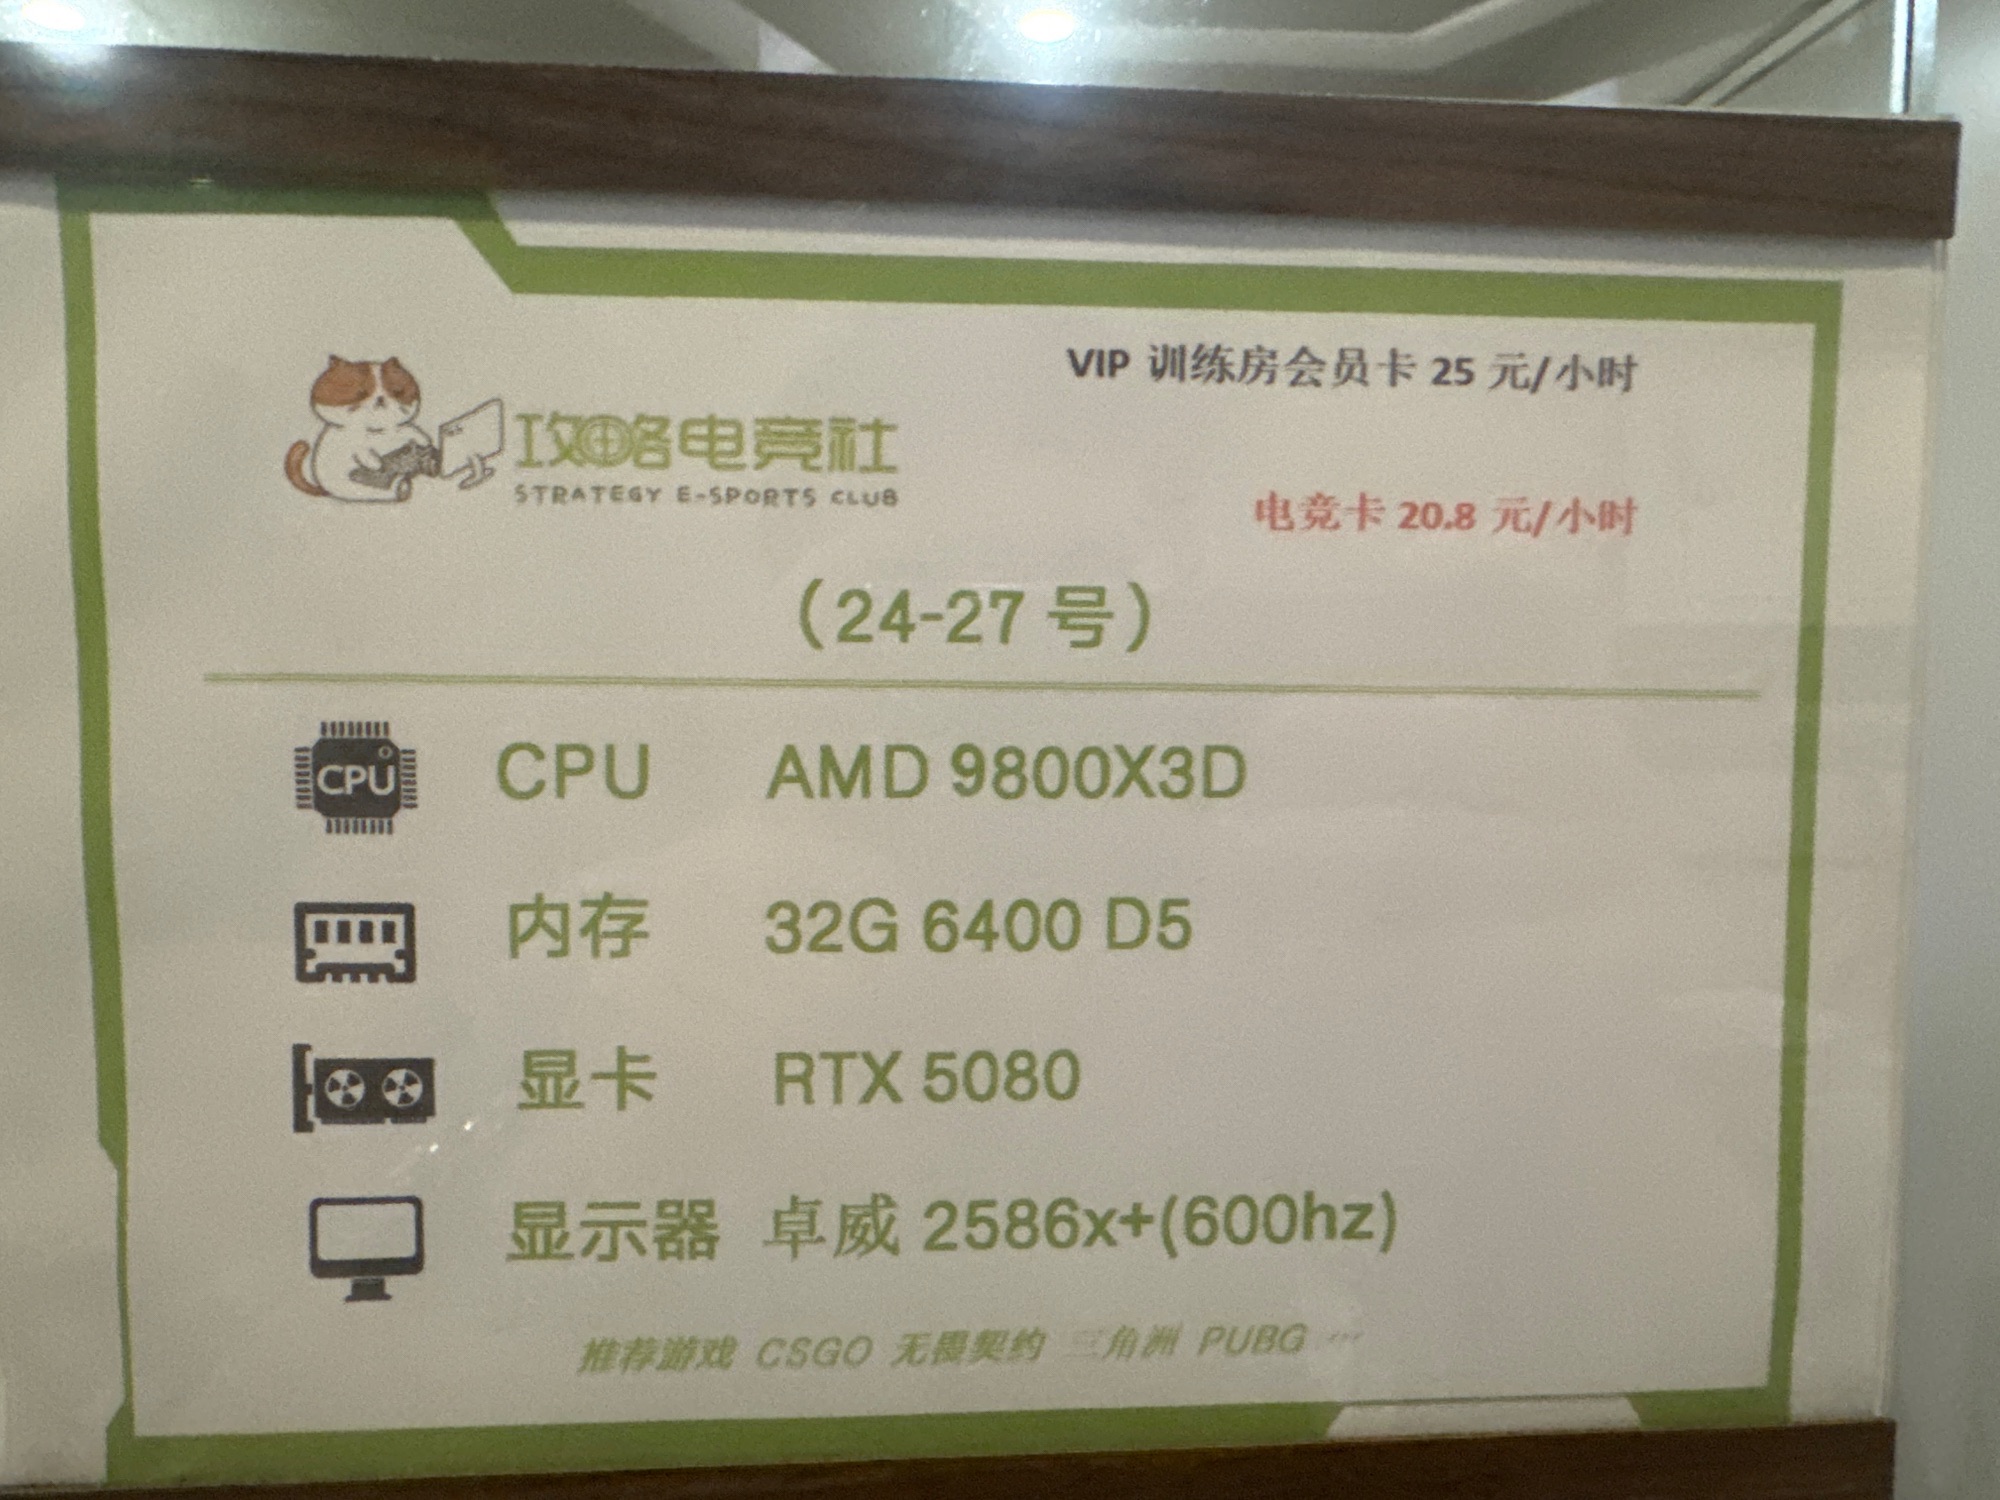 VIP 训练房会员卡 25 元/小时
攻略电竞社
STRATEGY E-SPORTS CLUB
电竞卡 20.8 元/小时
（24-27 号）
CPU
CPU AMD 9800X3D
内存 32G 6400 D5
显卡 RTX 5080
显示器 卓威 2586x+(600hz)
推荐游戏 CSGO 无畏契约 三角洲 PUBG ···